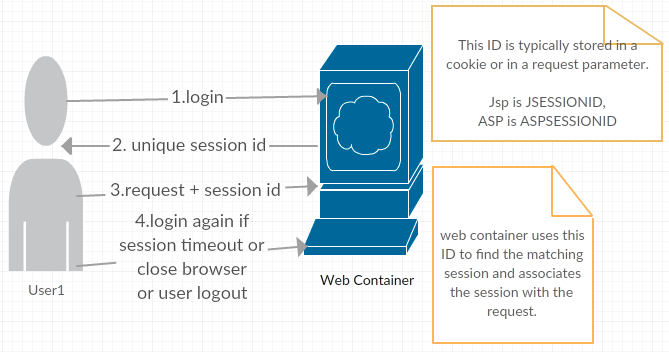 1.login
2. unique session id
3.request + session id
4.login again if
session timeout or
close browser
or user logout
User1
Web Container
This ID is typically stored in a
cookie or in a request parameter.
Jsp is JSESSIONID,
ASP is ASPSESSIONID
web container uses this
ID to find the matching
session and associates
the session with the
request.